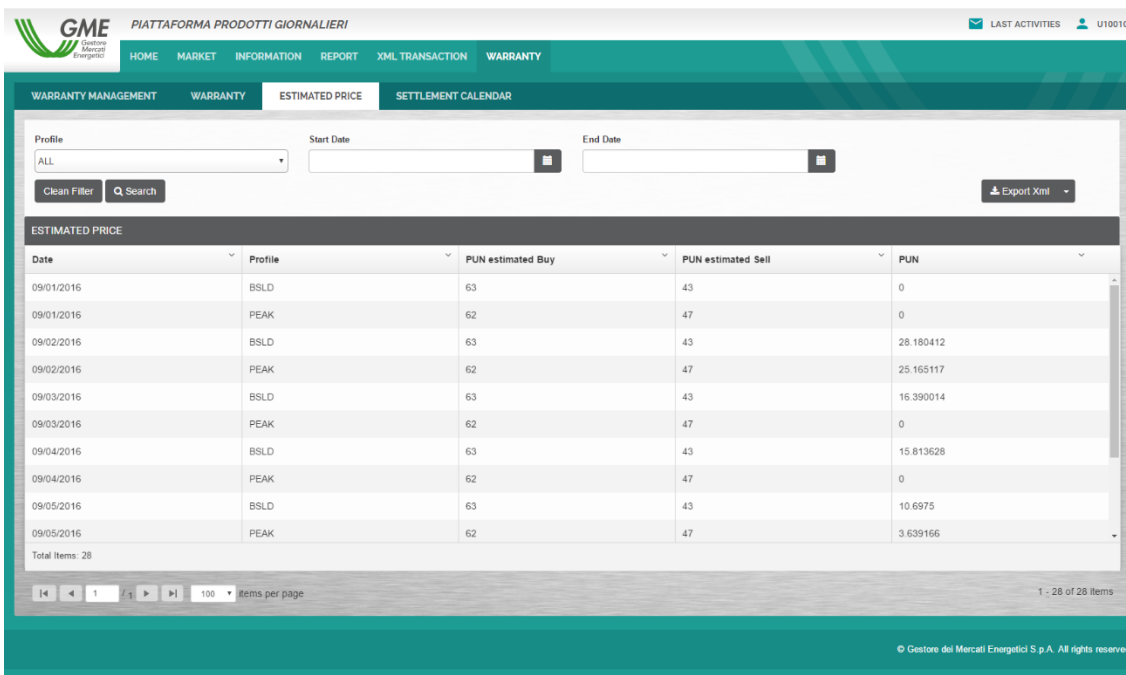 GME
Gestore
Mercati
Energetici
PIATTAFORMA PRODOTTI GIORNALIERI
LAST ACTIVITIES U10010
HOME MARKET INFORMATION REPORT XML TRANSACTION WARRANTY
WARRANTY MANAGEMENT WARRANTY ESTIMATED PRICE SETTLEMENT CALENDAR
Profile Start Date End Date
ALL
Clean Filter Search Export Xml
ESTIMATED PRICE
Date Profile PUN estimated Buy PUN estimated Sell PUN
09/01/2016 BSLD 63 43 0
09/01/2016 PEAK 62 47 0
09/02/2016 BSLD 63 43 28.180412
09/02/2016 PEAK 62 47 25.165117
09/03/2016 BSLD 63 43 16.390014
09/03/2016 PEAK 62 47 0
09/04/2016 BSLD 63 43 15.813628
09/04/2016 PEAK 62 47 0
09/05/2016 BSLD 63 43 10.6975
09/05/2016 PEAK 62 47 3.639166
Total Items: 28
1 / 1 100 items per page 1 - 28 of 28 items
© Gestore dei Mercati Energetici S.p.A. All rights reserve